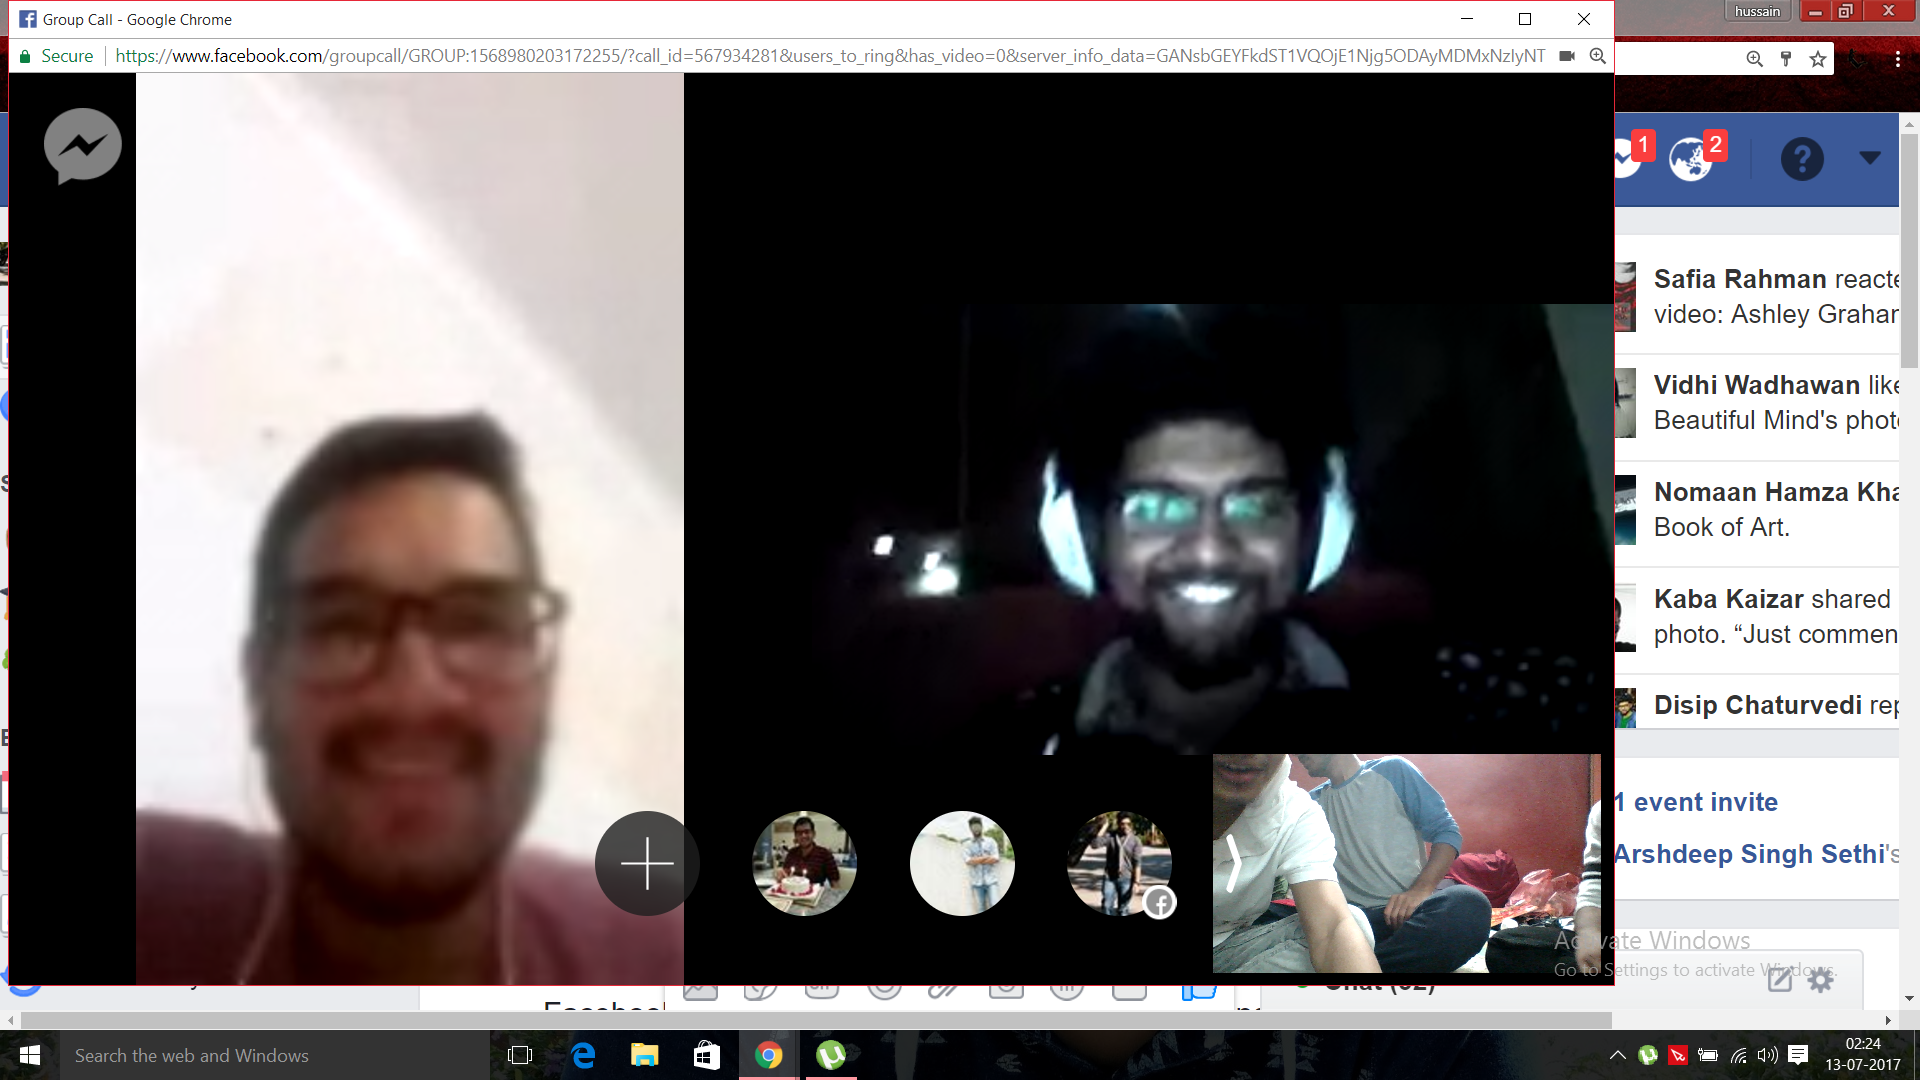 Group Call - Google Chrome
hussain
Secure
https://www.facebook.com/groupcall/GROUP:1568980203172255/?call_id=567934281&users_to_ring&has_video=0&server_info_data=GANsbGEYFkdST1VQOjE1Njg5ODAyMDMxNzIyNT
1
2
Safia Rahman reacte
video: Ashley Grahar
Vidhi Wadhawan like
Beautiful Mind's phot
Nomaan Hamza Kha
Book of Art.
Kaba Kaizar shared
photo. “Just commen
Disip Chaturvedi rep
1 event invite
Arshdeep Singh Sethi's
Activate Windows
Go to Settings to activate Windows.
Search the web and Windows
02:24
13-07-2017